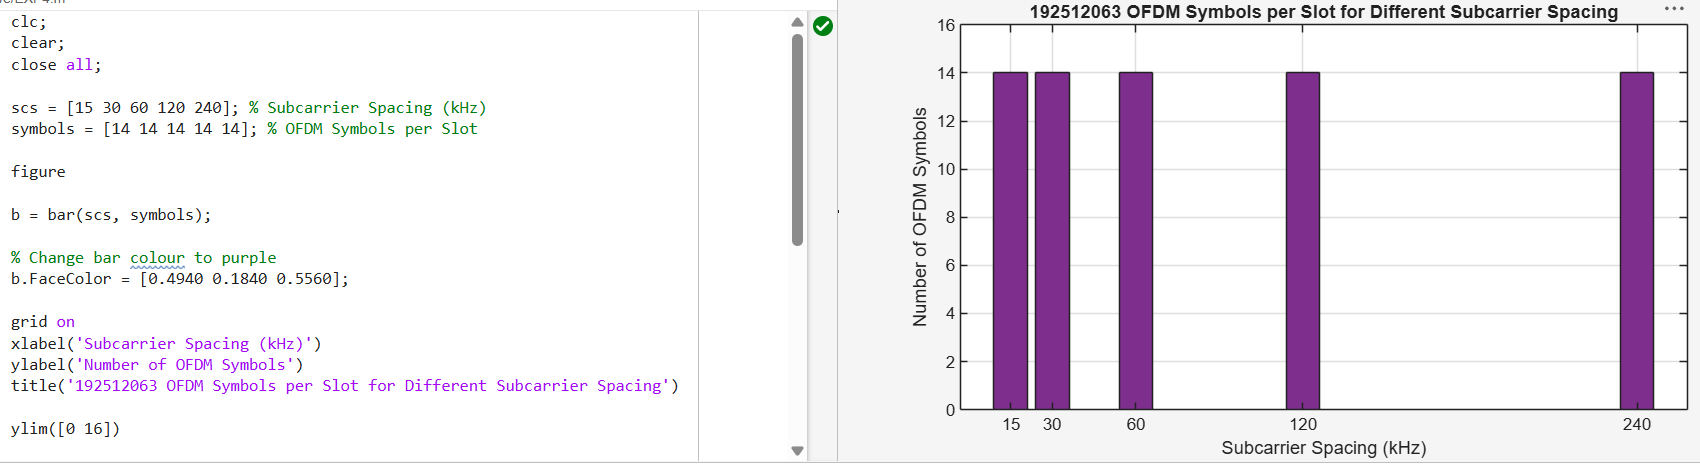 clc;
clear;
close all;
scs = [15 30 60 120 240]; % Subcarrier Spacing (kHz)
symbols = [14 14 14 14 14]; % OFDM Symbols per Slot
figure
b = bar(scs, symbols);
% Change bar colour to purple
b.FaceColor = [0.4940 0.1840 0.5560];
grid on
xlabel('Subcarrier Spacing (kHz)')
ylabel('Number of OFDM Symbols')
title('192512063 OFDM Symbols per Slot for Different Subcarrier Spacing')
ylim([0 16])
192512063 OFDM Symbols per Slot for Different Subcarrier Spacing
Number of OFDM Symbols
16
14
12
10
8
6
4
2
0
15 30 60 120 240
Subcarrier Spacing (kHz)